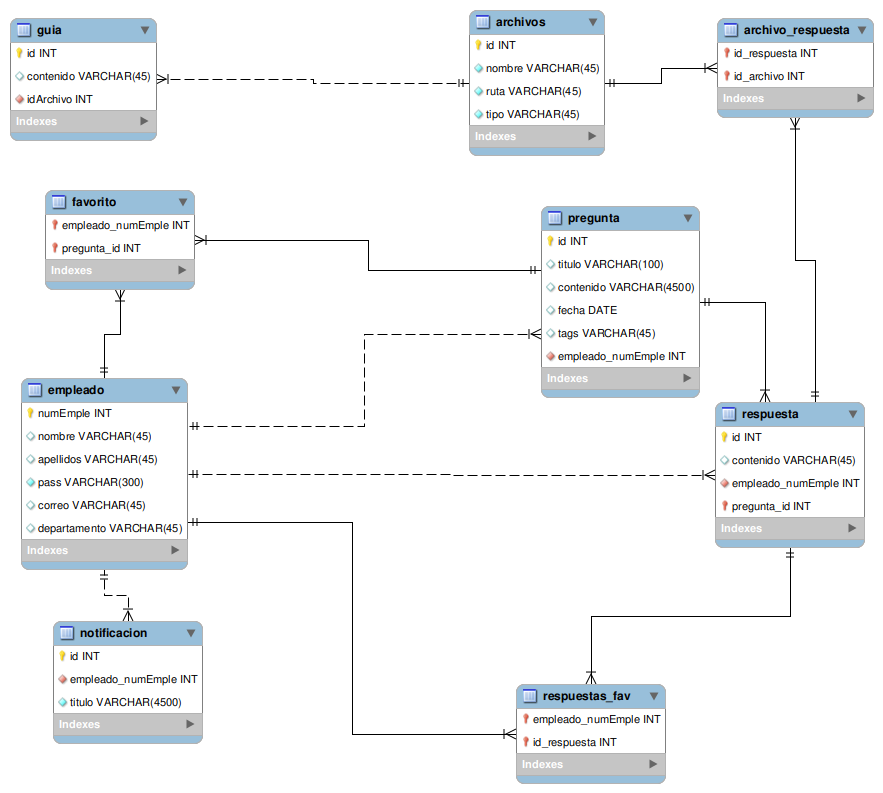 guia
id INT
contenido VARCHAR(45)
idArchivo INT
Indexes
archivos
id INT
nombre VARCHAR(45)
ruta VARCHAR(45)
tipo VARCHAR(45)
Indexes
archivo_respuesta
id_respuesta INT
id_archivo INT
Indexes
favorito
empleado_numEmple INT
pregunta_id INT
Indexes
pregunta
id INT
titulo VARCHAR(100)
contenido VARCHAR(4500)
fecha DATE
tags VARCHAR(45)
empleado_numEmple INT
Indexes
empleado
numEmple INT
nombre VARCHAR(45)
apellidos VARCHAR(45)
pass VARCHAR(300)
correo VARCHAR(45)
departamento VARCHAR(45)
Indexes
respuesta
id INT
contenido VARCHAR(45)
empleado_numEmple INT
pregunta_id INT
Indexes
notificacion
id INT
empleado_numEmple INT
titulo VARCHAR(4500)
Indexes
respuestas_fav
empleado_numEmple INT
id_respuesta INT
Indexes